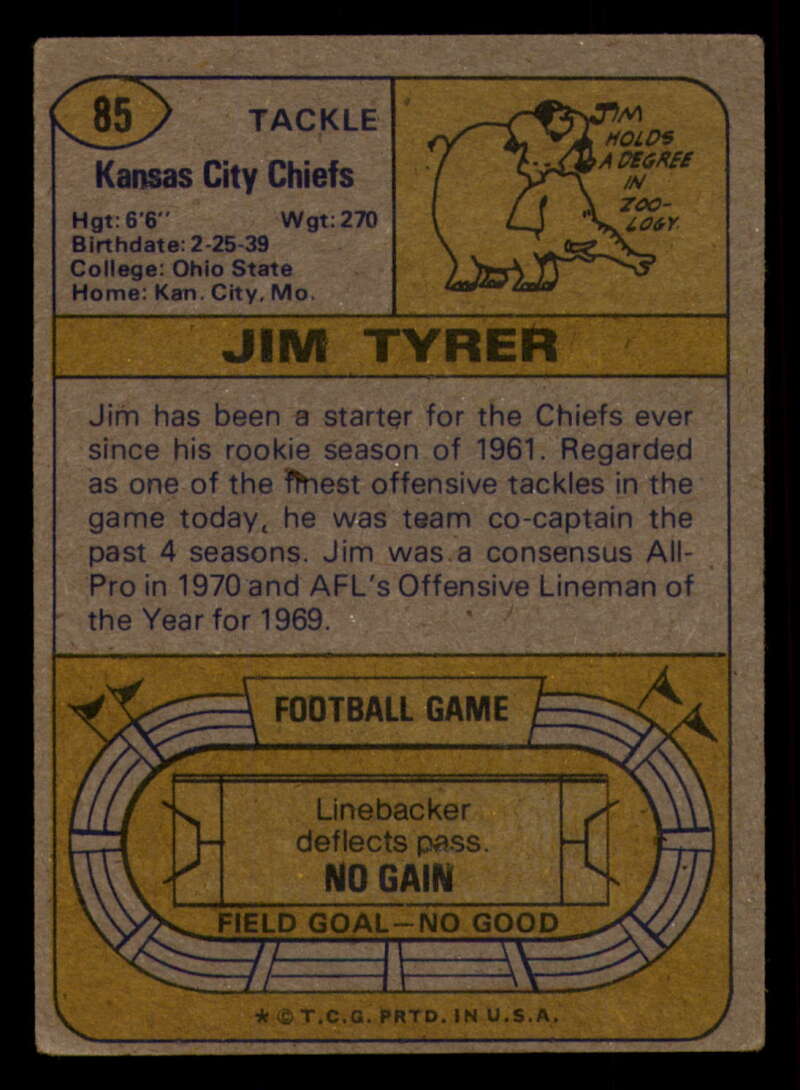 85
TACKLE
Kansas City Chiefs
Hgt: 6'6" Wgt: 270
Birthdate: 2-25-39
College: Ohio State
Home: Kan. City, Mo.
JIM
HOLDS
A DEGREE
IN
ZOO-
LOGY.
JIM TYRER
Jim has been a starter for the Chiefs ever
since his rookie season of 1961. Regarded
as one of the finest offensive tackles in the
game today, he was team co-captain the
past 4 seasons. Jim was a consensus All-
Pro in 1970 and AFL's Offensive Lineman of
the Year for 1969.
FOOTBALL GAME
Linebacker
deflects pass.
NO GAIN
FIELD GOAL—NO GOOD
* © T.C.G. PRTD. IN U.S.A.